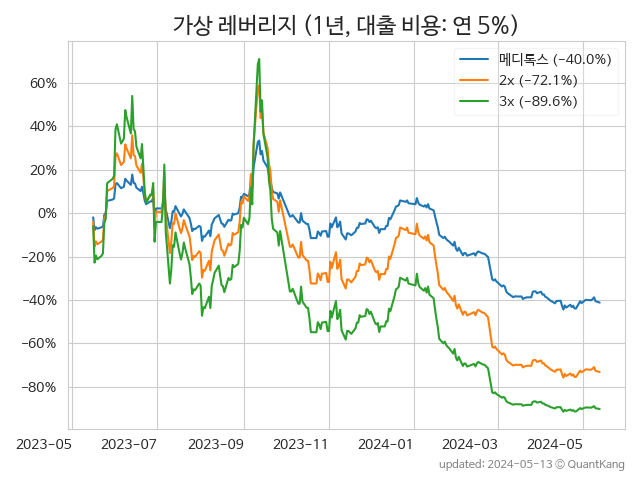 가상 레버리지 (1년, 대출 비용: 연 5%)
메디톡스 (−40.0%)
2x (−72.1%)
3x (−89.6%)
60%
40%
20%
0%
−20%
−40%
−60%
−80%
2023-05 2023-07 2023-09 2023-11 2024-01 2024-03 2024-05
updated: 2024-05-13 ⓒ QuantKang